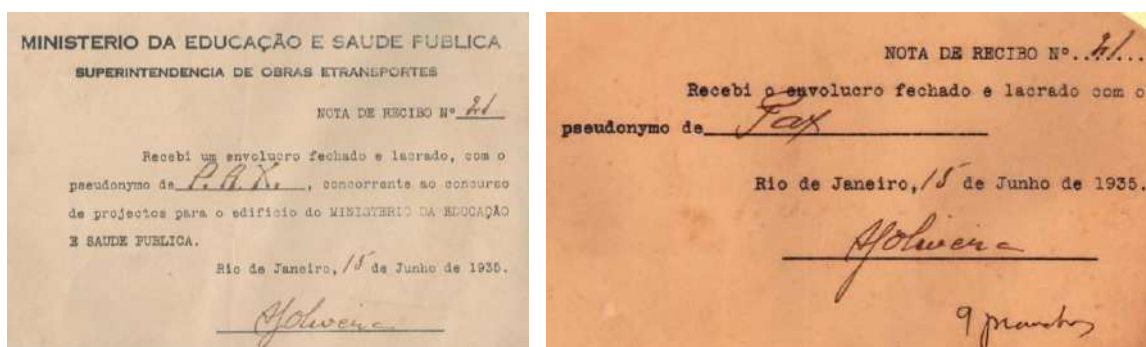 MINISTERIO DA EDUCAÇÃO E SAUDE PUBLICA
SUPERINTENDENCIA DE OBRAS ETRANSPORTES
NOTA DE RECIBO Nº 21
Recebi um envolucro fechado e lacrado, com o
pseudonymo de P.A.X. , concorrente ao concurso
de projectos para o edificio do MINISTERIO DA EDUCAÇÃO
E SAUDE PUBLICA.
Rio de Janeiro, 15 de Junho de 1935.
AJOliveira
NOTA DE RECIBO Nº...21...
Recebi o envolucro fechado e lacrado com o
pseudonymo de Pax
Rio de Janeiro, 15 de Junho de 1935.
AJOliveira
9 pranchas